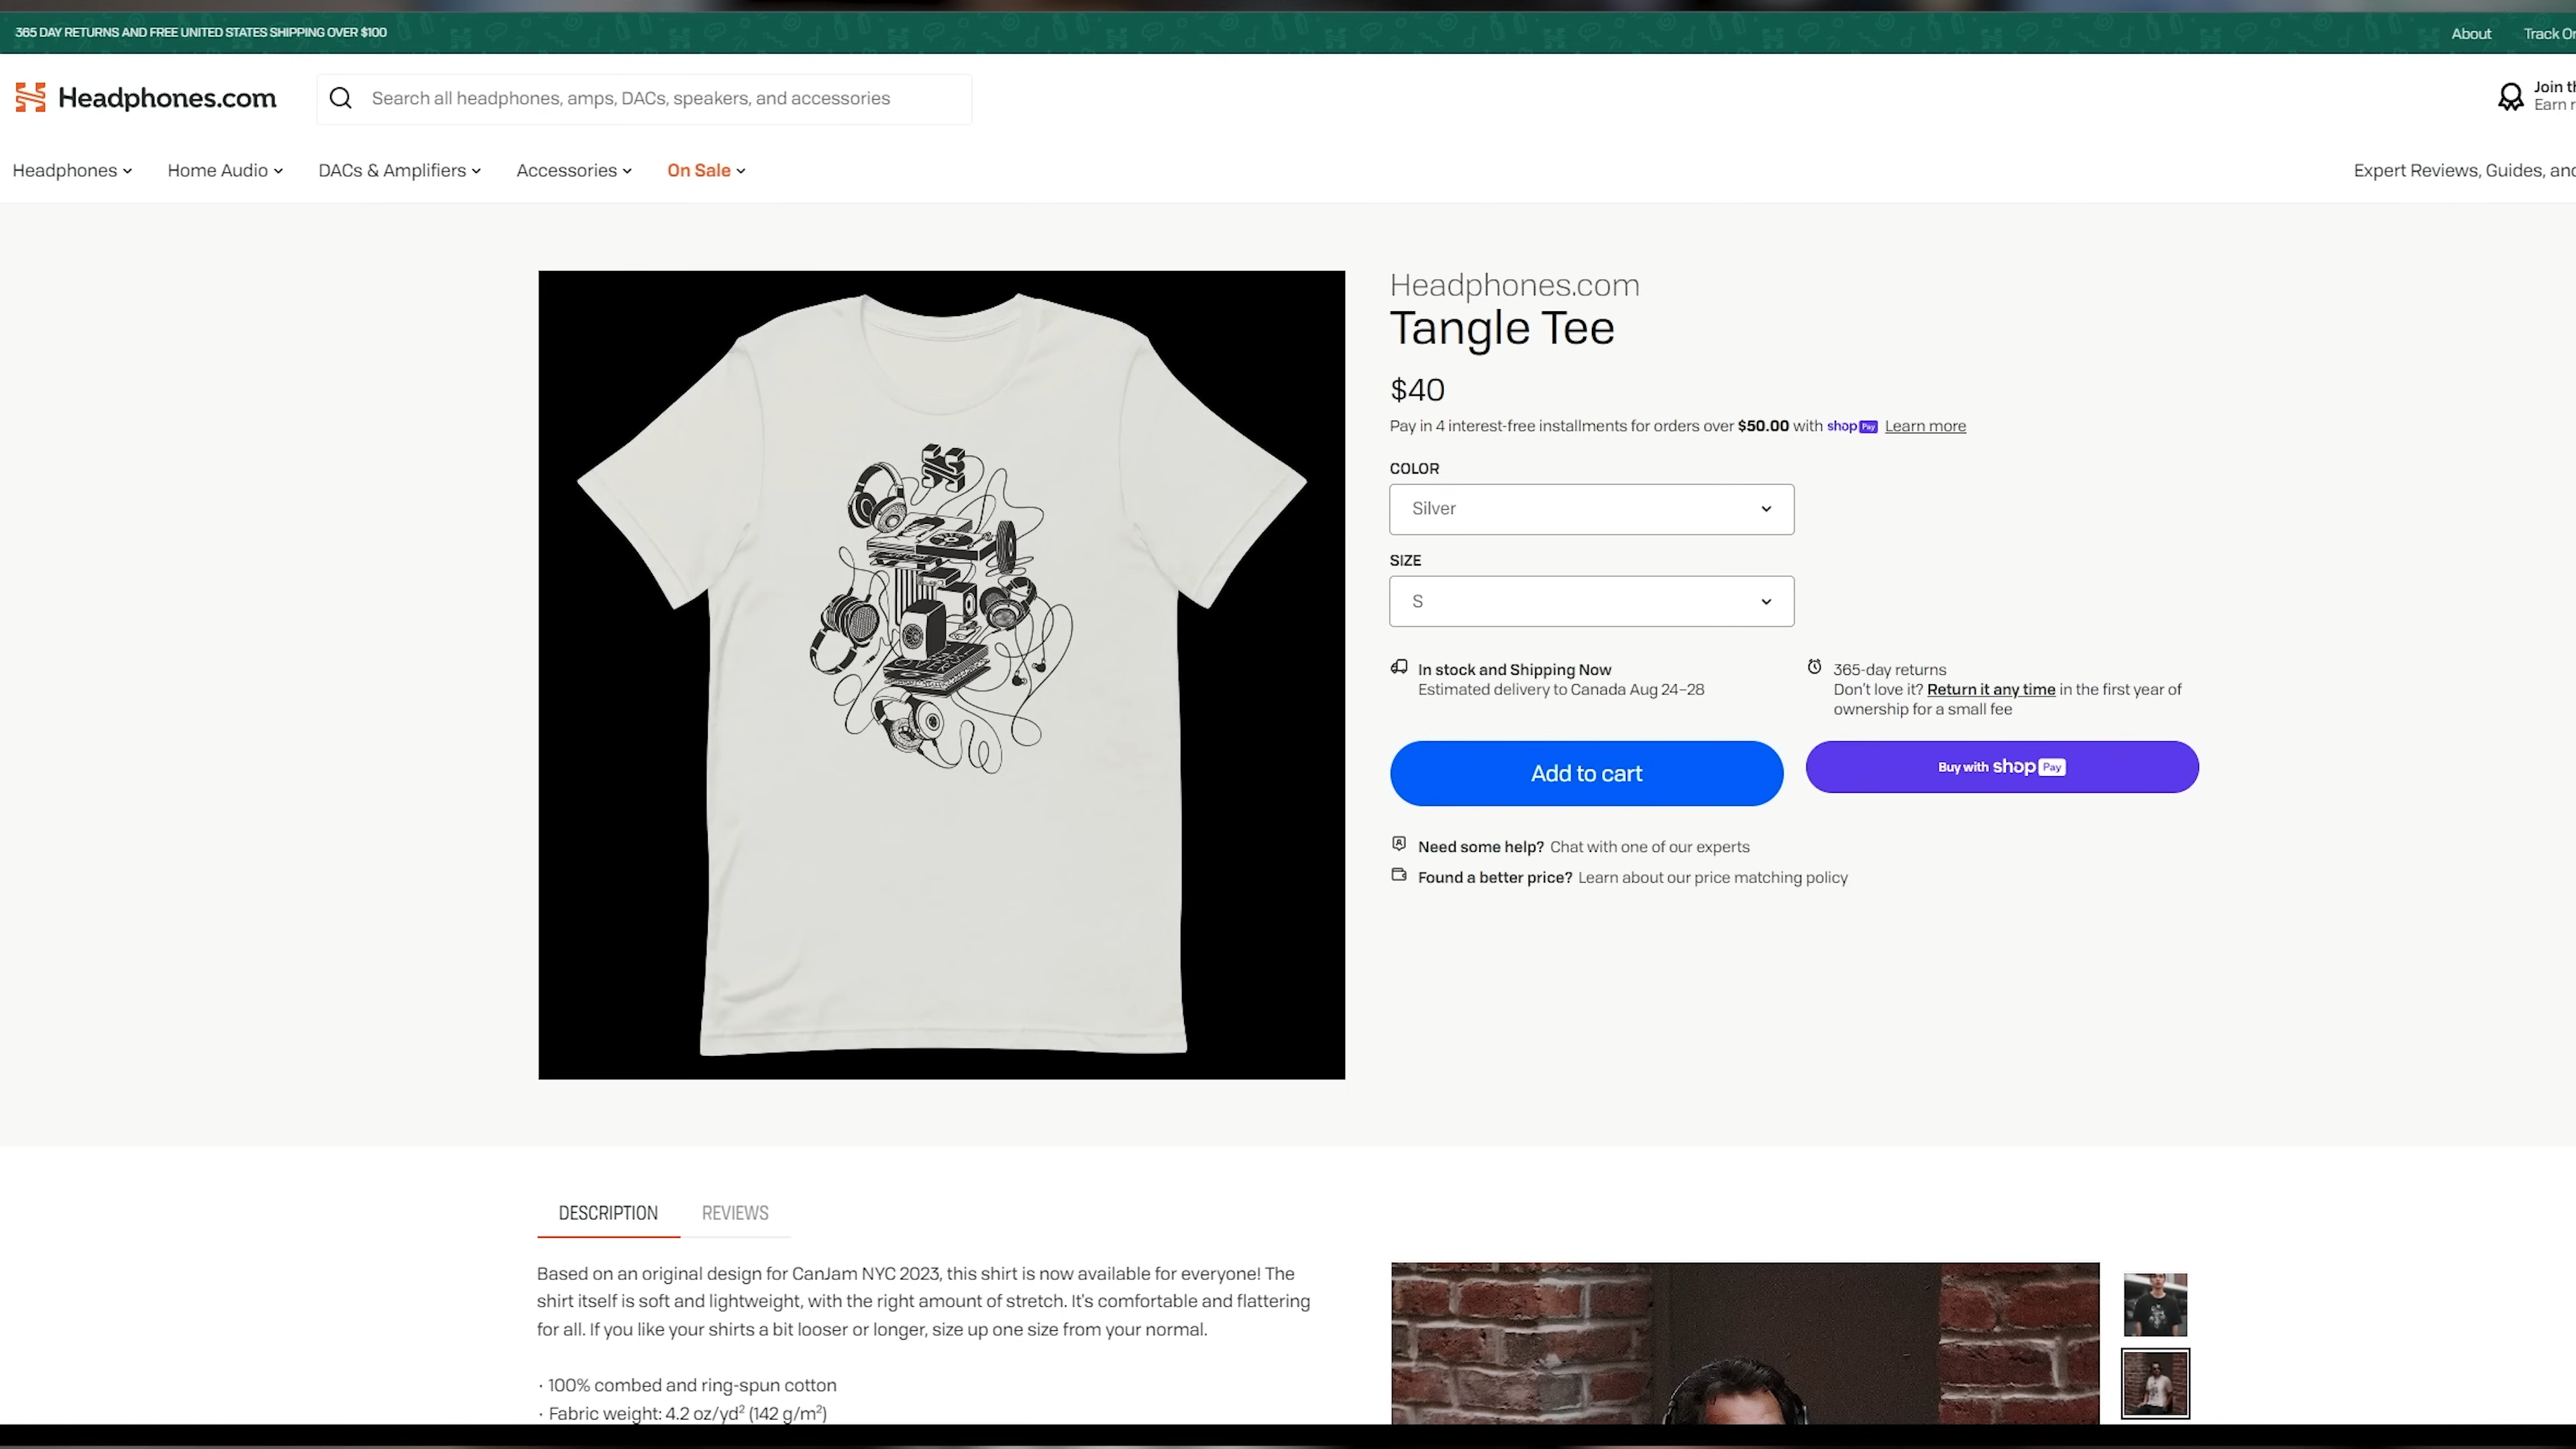 365 DAY RETURNS AND FREE UNITED STATES SHIPPING OVER $100
About
Track
Headphones.com
Search all headphones, amps, DACs, speakers, and accessories
Join
Earn
Headphones
Home Audio
DACs & Amplifiers
Accessories
On Sale
Expert Reviews, Guides,
Headphones.com
Tangle Tee
$40
Pay in 4 interest-free installments for orders over $50.00 with shop Pay Learn more
COLOR
Silver
SIZE
S
In stock and Shipping Now
Estimated delivery to Canada Aug 24–28
365-day returns
Don't love it? Return it any time in the first year of
ownership for a small fee
Add to cart
Buy with shop Pay
Need some help? Chat with one of our experts
Found a better price? Learn about our price matching policy
DESCRIPTION
REVIEWS
Based on an original design for CanJam NYC 2023, this shirt is now available for everyone! The
shirt itself is soft and lightweight, with the right amount of stretch. It's comfortable and flattering
for all. If you like your shirts a bit looser or longer, size up one size from your normal.
· 100% combed and ring-spun cotton
· Fabric weight: 4.2 oz/yd² (142 g/m²)